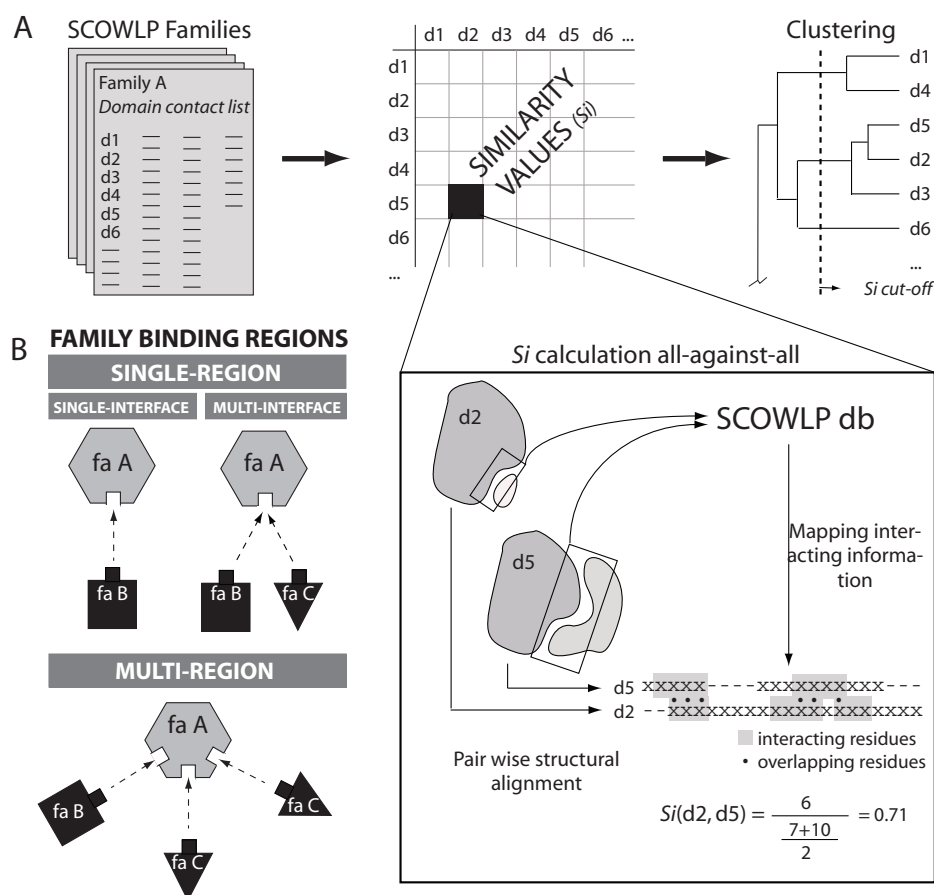 A
SCOWLP Families
Family A
Domain contact list
d1
d2
d3
d4
d5
d6
d1 d2 d3 d4 d5 d6 ...
d1
d2
d3
d4
d5
d6
...
SIMILARITY
VALUES (Si)
Clustering
d1
d4
d5
d2
d3
d6
...
Si cut-off
B
FAMILY BINDING REGIONS
SINGLE-REGION
SINGLE-INTERFACE
MULTI-INTERFACE
fa A
fa B
fa A
fa B
fa C
MULTI-REGION
fa A
fa B
fa C
fa C
Si calculation all-against-all
d2
SCOWLP db
d5
Mapping inter-
acting informa-
tion
d5 xxxxx-----xxxxxxxxxx----
d2 --xxxxxxxxxxxxxxxxxxxxxx
Pair wise structural
alignment
interacting residues
• overlapping residues
Si(d2, d5) = 6 = 0.71
7+10
2